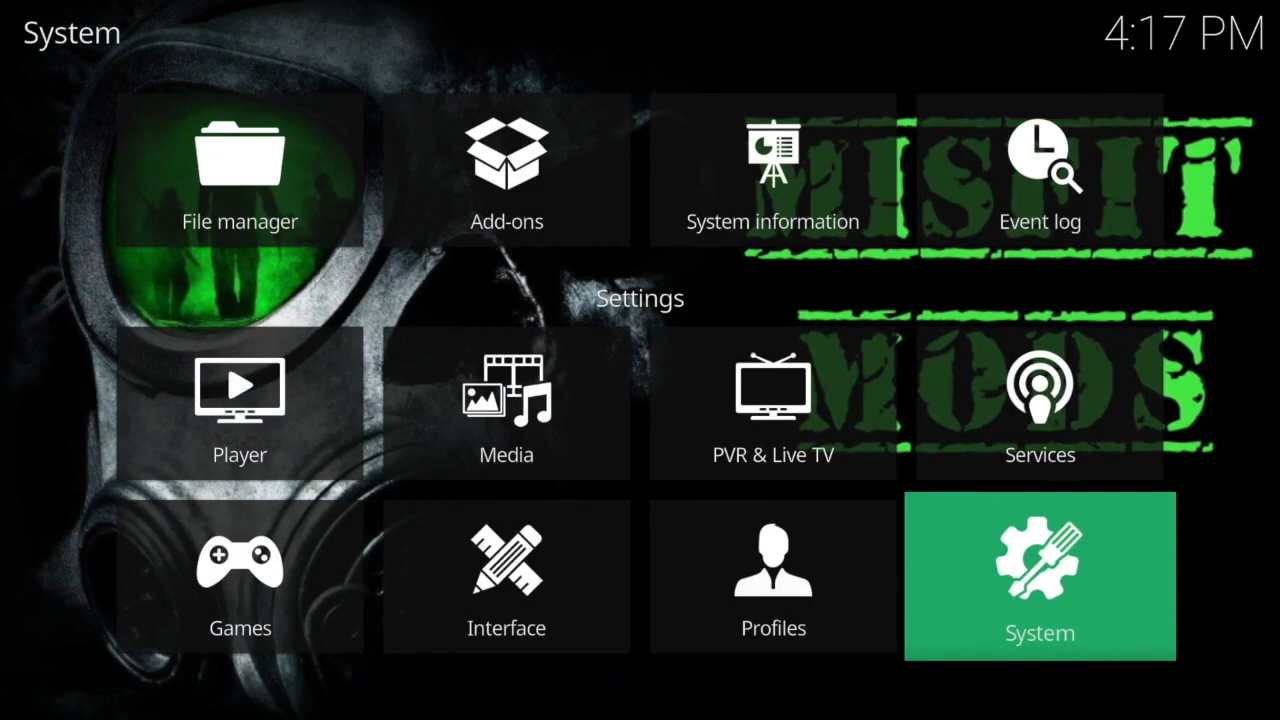 System
4:17 PM
File manager
Add-ons
System information
Event log
MISFIT
Settings
MODS
Player
Media
PVR & Live TV
Services
Games
Interface
Profiles
System